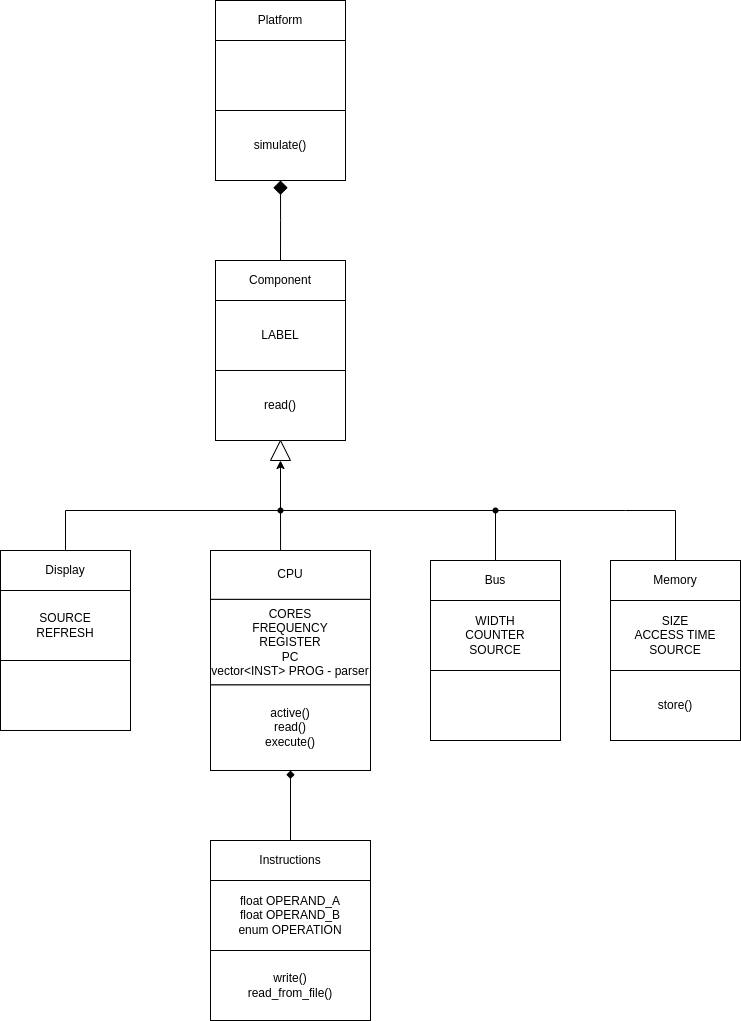 Platform
simulate()
Component
LABEL
read()
Display
SOURCE
REFRESH
CPU
CORES
FREQUENCY
REGISTER
PC
vector<INST> PROG - parser
active()
read()
execute()
Bus
WIDTH
COUNTER
SOURCE
Memory
SIZE
ACCESS TIME
SOURCE
store()
Instructions
float OPERAND_A
float OPERAND_B
enum OPERATION
write()
read_from_file()